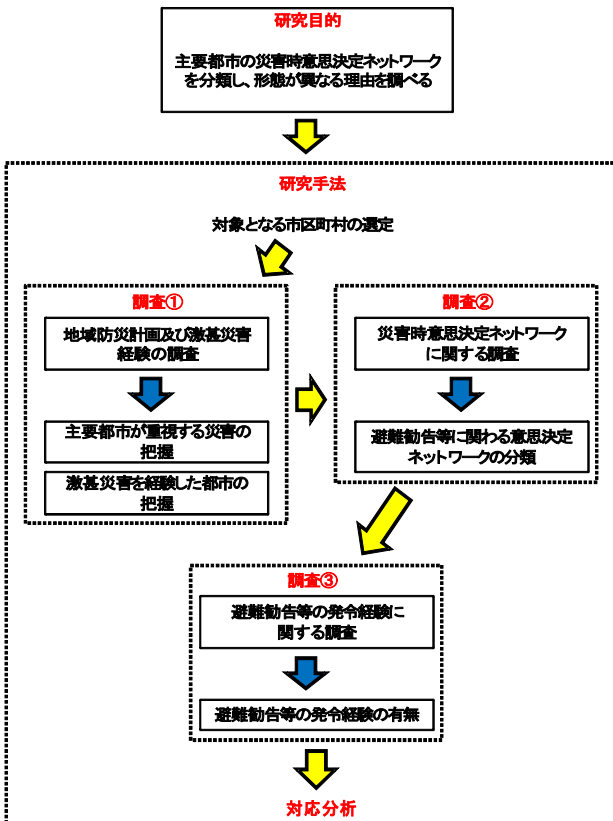 研究目的
主要都市の災害時意思決定ネットワーク
を分類し、形態が異なる理由を調べる
研究手法
対象となる市区町村の選定
調査①
地域防災計画及び激甚災害
経験の調査
主要都市が重視する災害の
把握
激甚災害を経験した都市の
把握
調査②
災害時意思決定ネットワーク
に関する調査
避難勧告等に関わる意思決定
ネットワークの分類
調査③
避難勧告等の発令経験に
関する調査
避難勧告等の発令経験の有無
対応分析